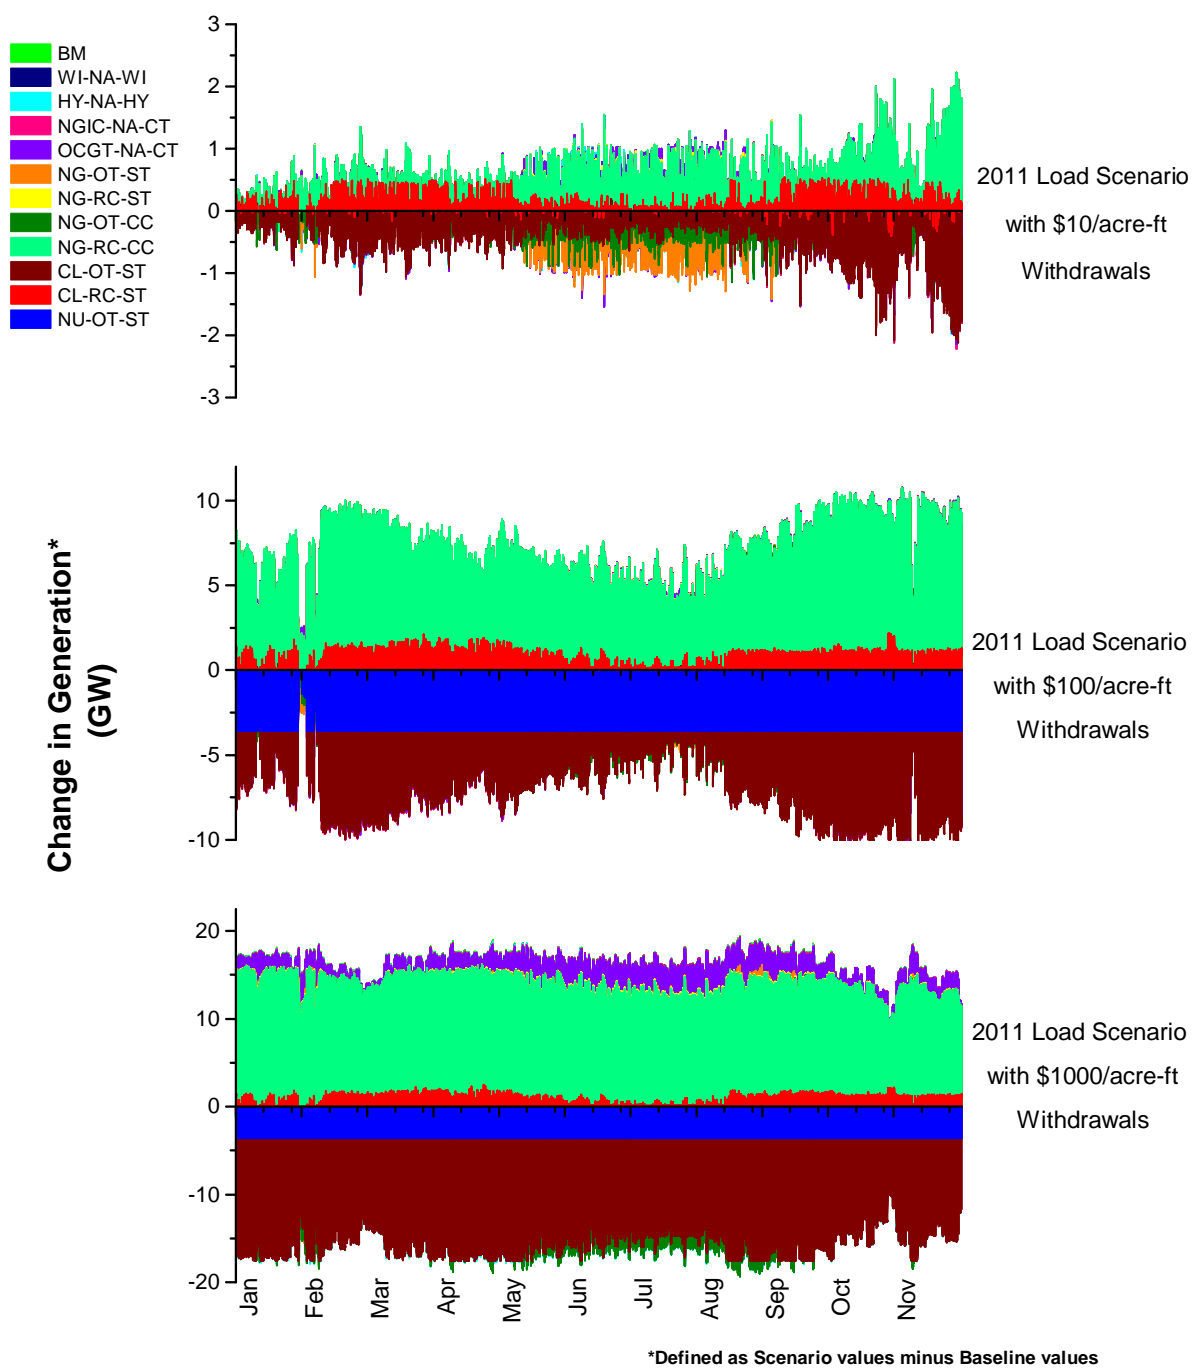 BM
WI-NA-WI
HY-NA-HY
NGIC-NA-CT
OCGT-NA-CT
NG-OT-ST
NG-RC-ST
NG-OT-CC
NG-RC-CC
CL-OT-ST
CL-RC-ST
NU-OT-ST
3
2
1
0
-1
-2
-3
2011 Load Scenario
with $10/acre-ft
Withdrawals
Change in Generation*
(GW)
10
5
0
-5
-10
2011 Load Scenario
with $100/acre-ft
Withdrawals
20
10
0
-10
-20
2011 Load Scenario
with $1000/acre-ft
Withdrawals
Jan Feb Mar Apr May Jun Jul Aug Sep Oct Nov
*Defined as Scenario values minus Baseline values